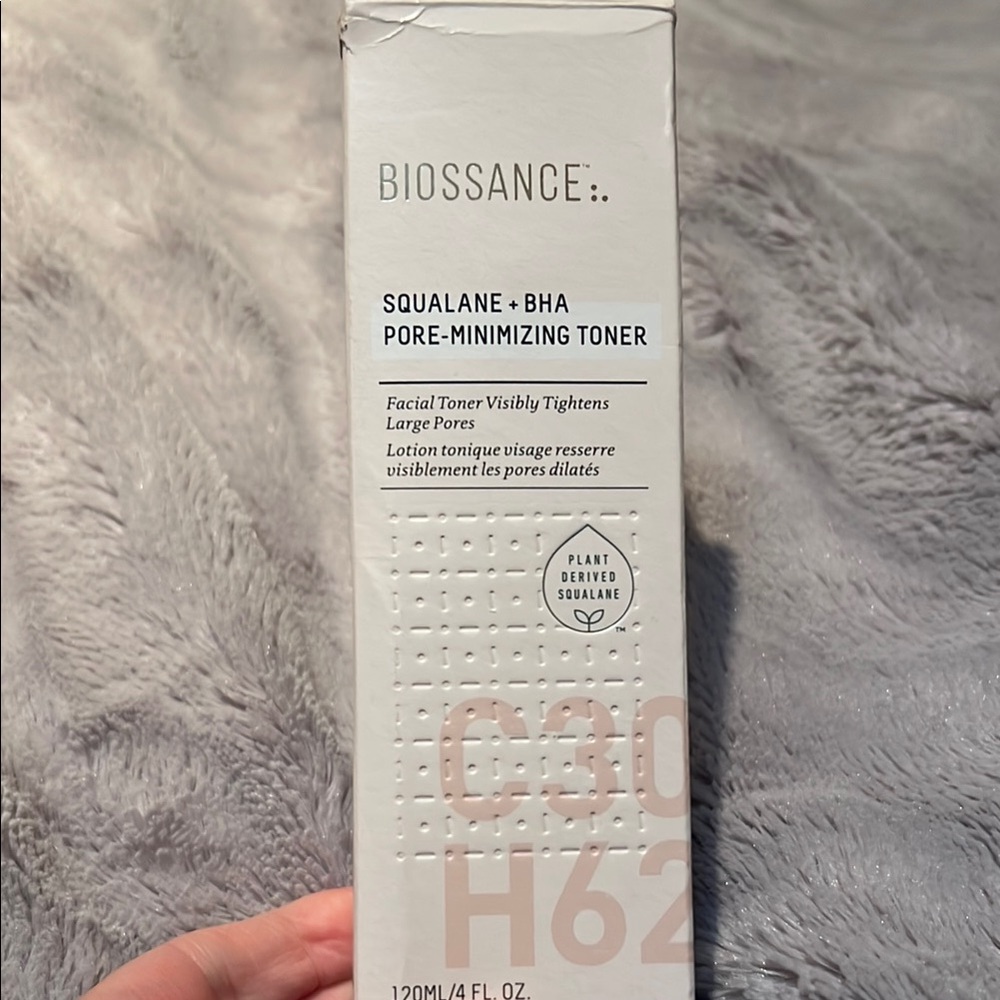 BIOSSANCE™:.
SQUALANE + BHA
PORE-MINIMIZING TONER
Facial Toner Visibly Tightens
Large Pores
Lotion tonique visage resserre
visiblement les pores dilatés
PLANT
DERIVED
SQUALANE
™
C30
H62
120ML/4 FL. OZ.